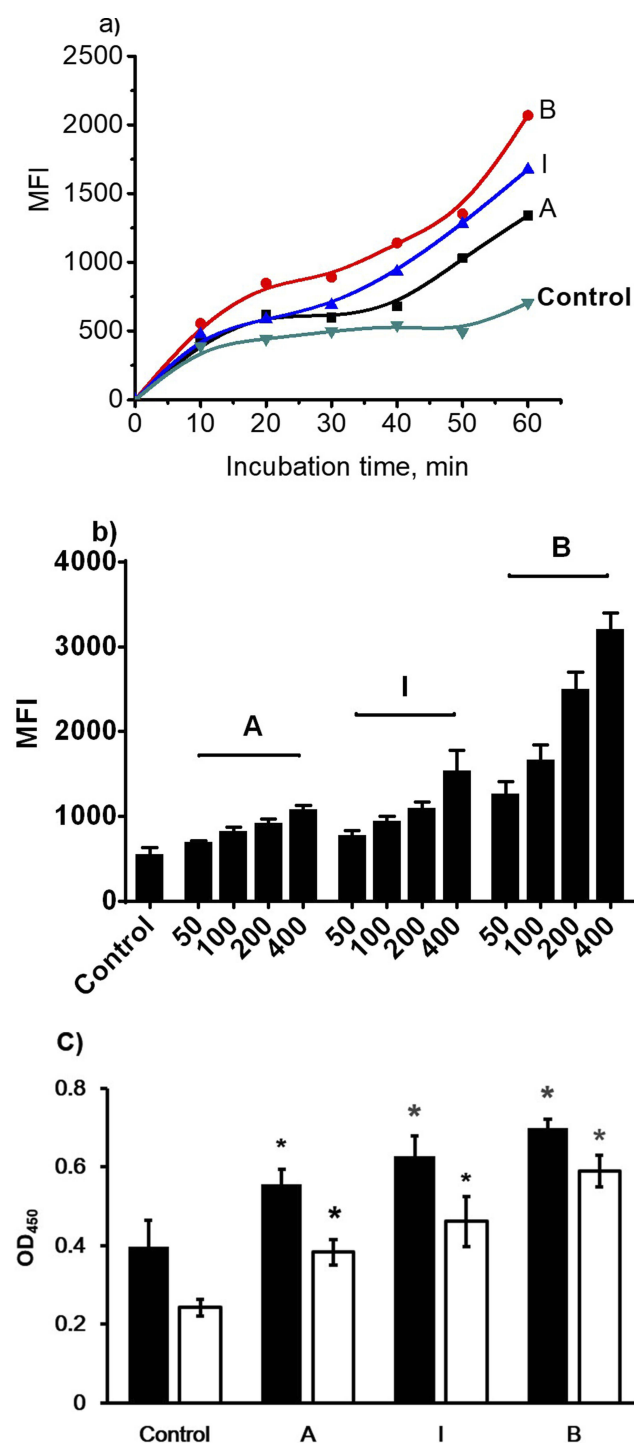 a)
2500
2000
1500
1000
500
0
MFI
B
I
A
Control
0 10 20 30 40 50 60
Incubation time, min
b)
4000
3000
2000
1000
0
MFI
A
I
B
Control 50 100 200 400 50 100 200 400 50 100 200 400
C)
0.8
0.6
0.4
0.2
0
OD450
* * * * * *
Control A I B